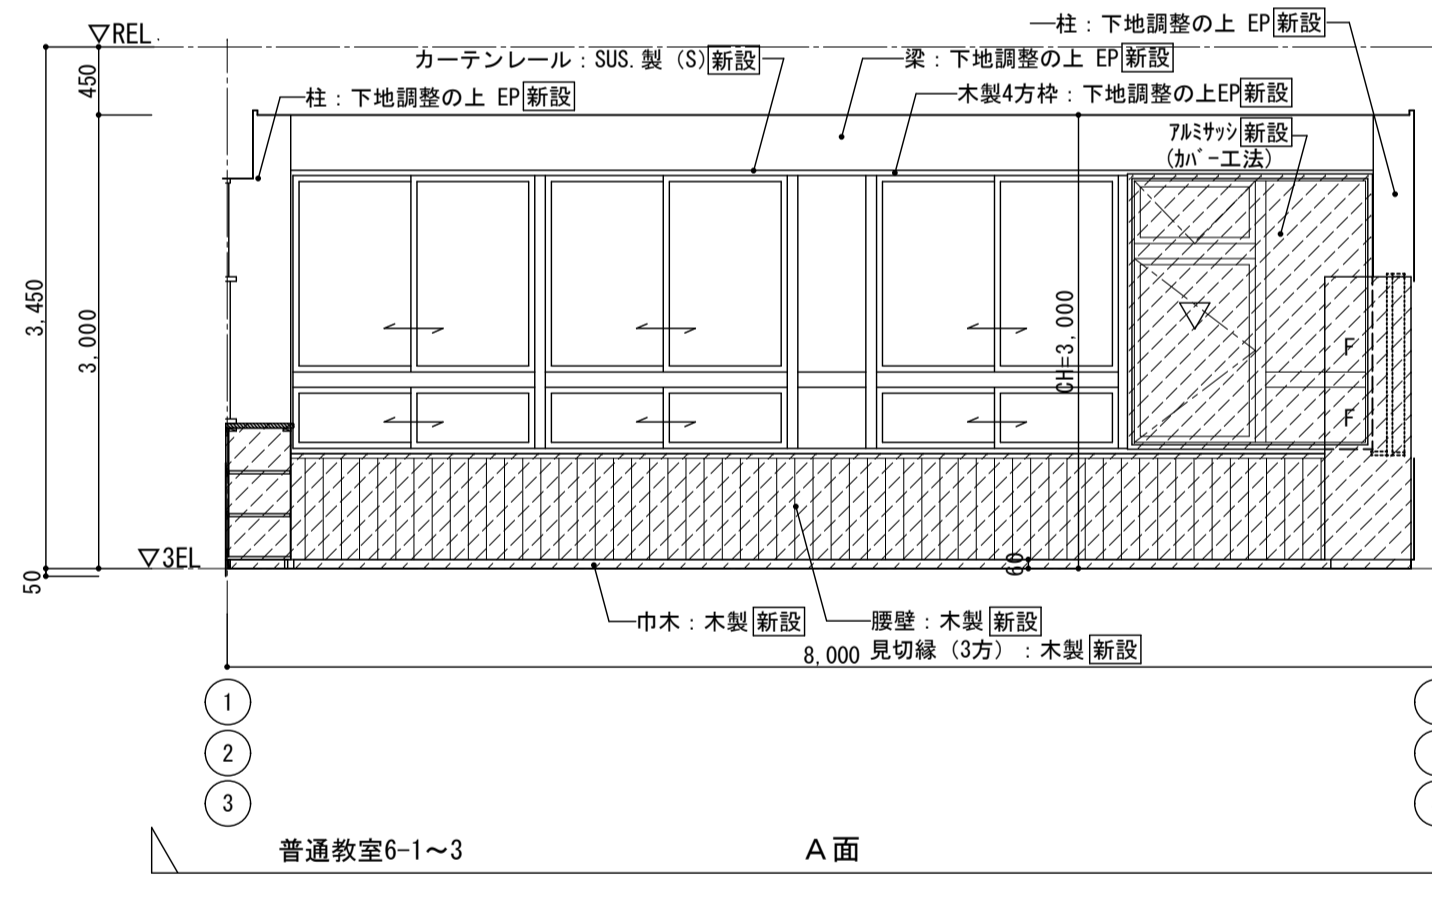 ▽REL
柱：下地調整の上 EP 新設
カーテンレール：SUS.製（S）新設
梁：下地調整の上 EP 新設
柱：下地調整の上 EP 新設
木製4方枠：下地調整の上EP 新設
アルミサッシ 新設
(カバー工法)
450
3,450
3,000
CH=3,000
F
F
▽3EL
50
60
巾木：木製 新設
腰壁：木製 新設
8,000
見切縁（3方）：木製 新設
1
2
3
普通教室6-1～3
A面